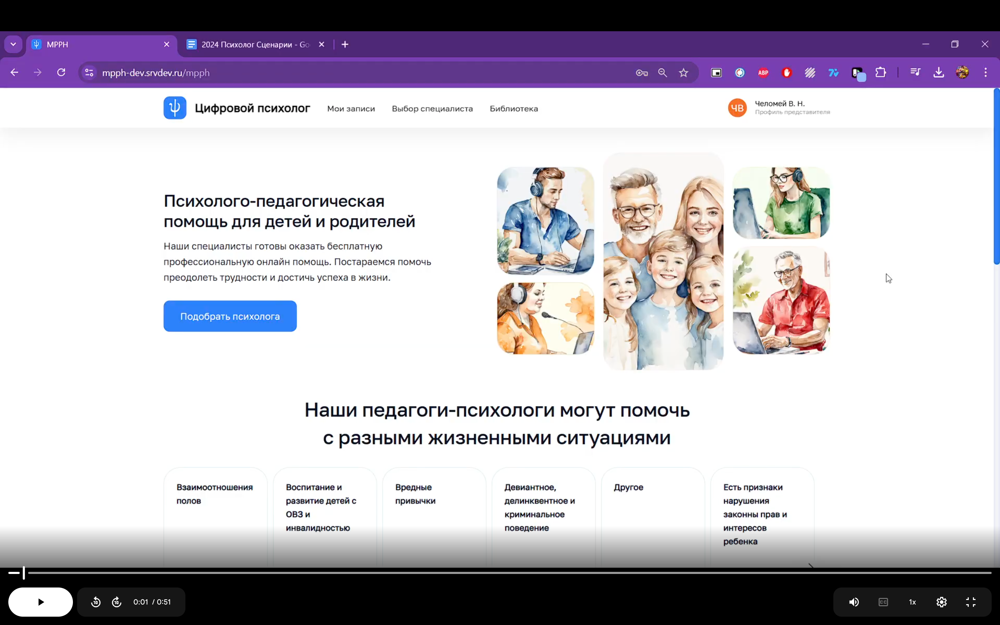 MPPH
2024 Психолог Сценарии - Go
mpph-dev.srvdev.ru/mpph
ABP
Цифровой психолог
Мои записи
Выбор специалиста
Библиотека
ЧВ
Челомей В. Н.
Профиль представителя
Психолого-педагогическая
помощь для детей и родителей
Наши специалисты готовы оказать бесплатную
профессиональную онлайн помощь. Постараемся помочь
преодолеть трудности и достичь успеха в жизни.
Подобрать психолога
Наши педагоги-психологи могут помочь
с разными жизненными ситуациями
Взаимоотношения
полов
Воспитание и
развитие детей с
ОВЗ и
инвалидностью
Вредные
привычки
Девиантное,
делинквентное и
криминальное
поведение
Другое
Есть признаки
нарушения
законны прав и
интересов
ребенка
10
10
0:01 / 0:51
CC
1x